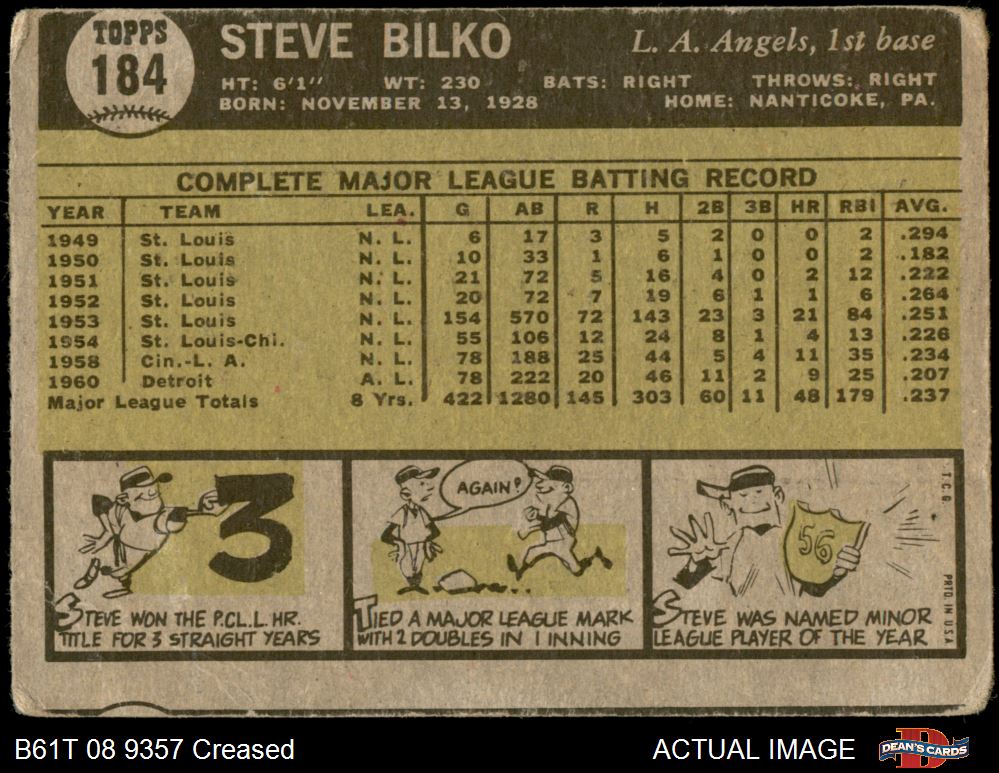 TOPPS
184
STEVE BILKO
L. A. Angels, 1st base
HT: 6'1" WT: 230 BATS: RIGHT THROWS: RIGHT
BORN: NOVEMBER 13, 1928 HOME: NANTICOKE, PA.
COMPLETE MAJOR LEAGUE BATTING RECORD
YEAR TEAM LEA. G AB R H 2B 3B HR RBI AVG.
1949 St. Louis N. L. 6 17 3 5 2 0 0 2 .294
1950 St. Louis N. L. 10 33 1 6 1 0 0 2 .182
1951 St. Louis N. L. 21 72 5 16 4 0 2 12 .222
1952 St. Louis N. L. 20 72 7 19 6 1 1 6 .264
1953 St. Louis N. L. 154 570 72 143 23 3 21 84 .251
1954 St. Louis-Chi. N. L. 55 106 12 24 8 1 4 13 .226
1958 Cin.-L. A. N. L. 78 188 25 44 5 4 11 35 .234
1960 Detroit A. L. 78 222 20 46 11 2 9 25 .207
Major League Totals 8 Yrs. 422 1280 145 303 60 11 48 179 .237
3
STEVE WON THE P.C.L. HR.
TITLE FOR 3 STRAIGHT YEARS
AGAIN?
TIED A MAJOR LEAGUE MARK
WITH 2 DOUBLES IN 1 INNING
56
STEVE WAS NAMED MINOR
LEAGUE PLAYER OF THE YEAR
T.C.G.
PRTD. IN U.S.A.
B61T 08 9357 Creased
ACTUAL IMAGE
D
DEAN'S CARDS